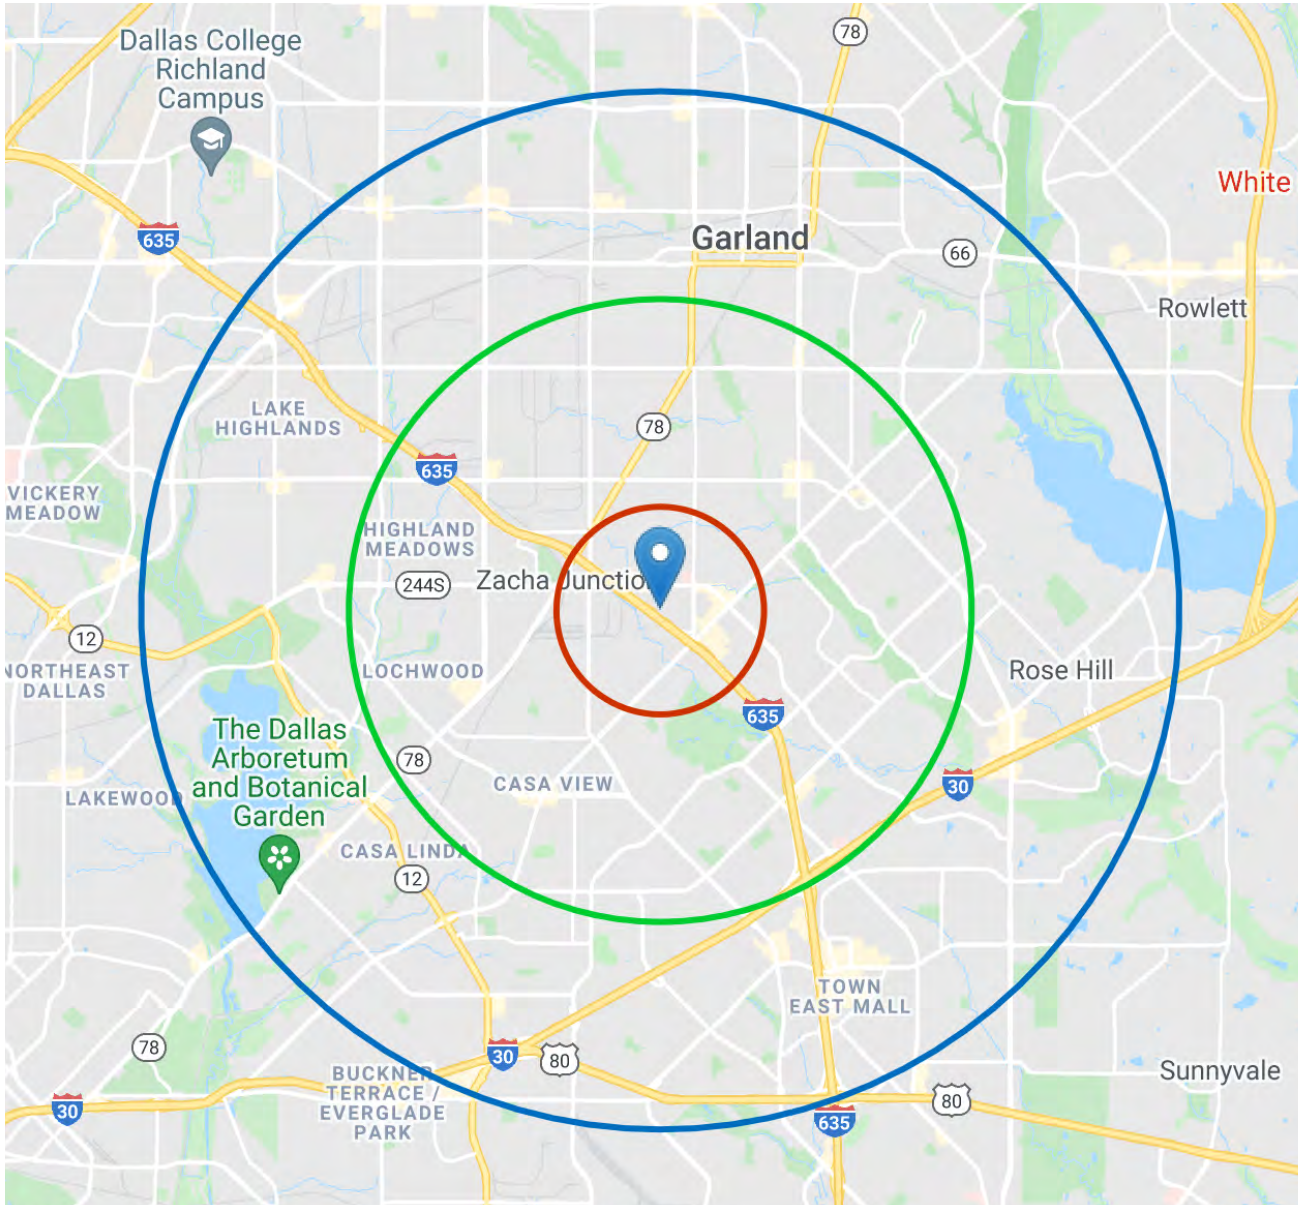 78
Dallas College
Richland
Campus
White
635
Garland
66
Rowlett
LAKE
HIGHLANDS
78
635
VICKERY
MEADOW
HIGHLAND
MEADOWS
Zacha Junction
244S
12
NORTHEAST
DALLAS
LOCHWOOD
Rose Hill
635
The Dallas
Arboretum
and Botanical
Garden
78
CASA VIEW
30
LAKEWOOD
CASA LINDA
12
TOWN
EAST MALL
78
30
80
BUCKNER
TERRACE /
EVERGLADE
PARK
Sunnyvale
30
635
80